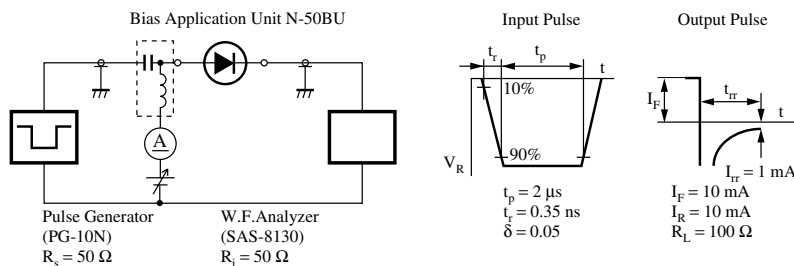 Bias Application Unit N-50BU
A
Pulse Generator
(PG-10N)
Rs = 50 Ω
W.F.Analyzer
(SAS-8130)
Ri = 50 Ω
Input Pulse
tr
tp
t
10%
90%
VR
tp = 2 μs
tr = 0.35 ns
δ = 0.05
Output Pulse
IF
trr
t
Irr = 1 mA
IF = 10 mA
IR = 10 mA
RL = 100 Ω